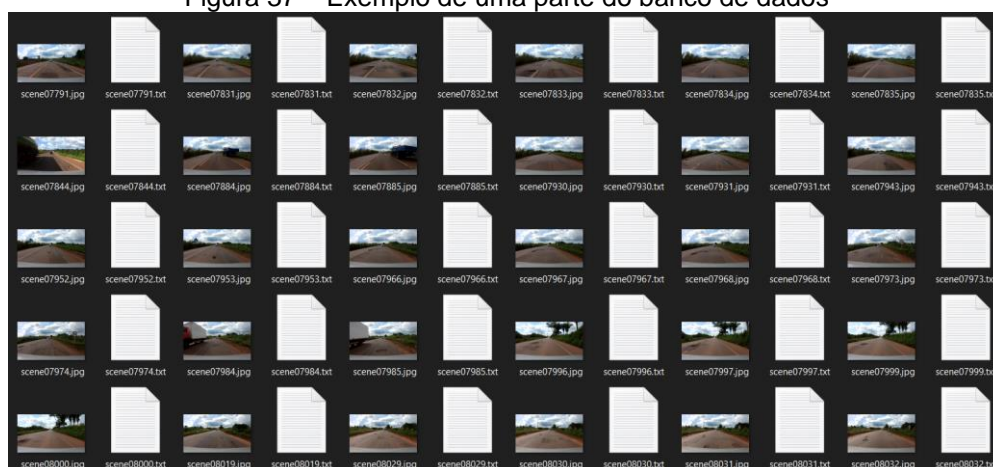 Figura 37 – Exemplo de uma parte do banco de dados
scene07791.jpg scene07791.txt scene07831.jpg scene07831.txt scene07832.jpg scene07832.txt scene07833.jpg scene07833.txt scene07834.jpg scene07834.txt scene07835.jpg scene07835.tx
scene07844.jpg scene07844.txt scene07884.jpg scene07884.txt scene07885.jpg scene07885.txt scene07930.jpg scene07930.txt scene07931.jpg scene07931.txt scene07943.jpg scene07943.tx
scene07952.jpg scene07952.txt scene07953.jpg scene07953.txt scene07966.jpg scene07966.txt scene07967.jpg scene07967.txt scene07968.jpg scene07968.txt scene07973.jpg scene07973.tx
scene07974.jpg scene07974.txt scene07984.jpg scene07984.txt scene07985.jpg scene07985.txt scene07996.jpg scene07996.txt scene07997.jpg scene07997.txt scene07999.jpg scene07999.tx
scene08000.jpg scene08000.txt scene08019.jpg scene08019.txt scene08029.jpg scene08029.txt scene08030.jpg scene08030.txt scene08031.jpg scene08031.txt scene08032.jpg scene08032.tx